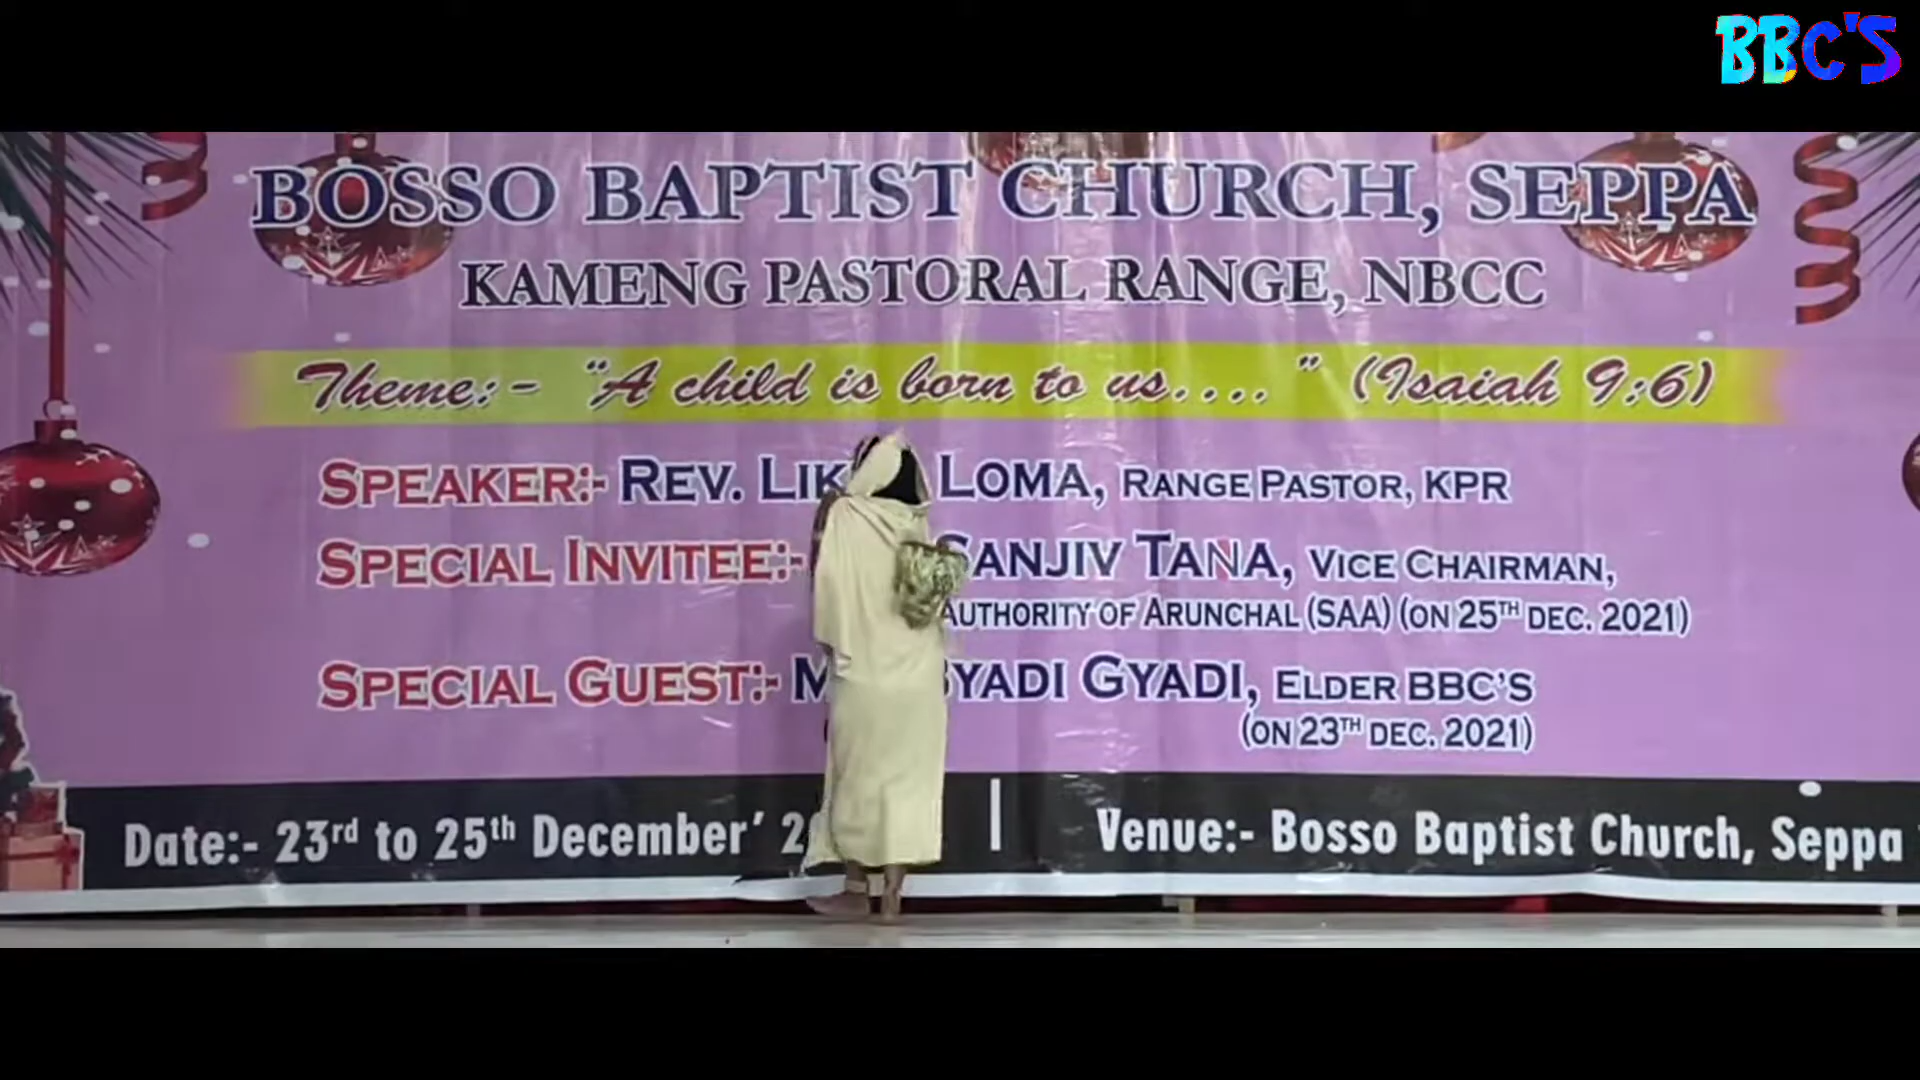 BBC'S
BOSSO BAPTIST CHURCH, SEPPA
KAMENG PASTORAL RANGE, NBCC
Theme:- "A child is born to us...." (Isaiah 9:6)
SPEAKER:- REV. LOMA, RANGE PASTOR, KPR
SPECIAL INVITEE:- SANJIV TANA, VICE CHAIRMAN,
AUTHORITY OF ARUNCHAL (SAA) (ON 25TH DEC. 2021)
SPECIAL GUEST:- GYADI, ELDER BBC'S
(ON 23TH DEC. 2021)
Date:- 23rd to 25th December' | Venue:- Bosso Baptist Church, Seppa